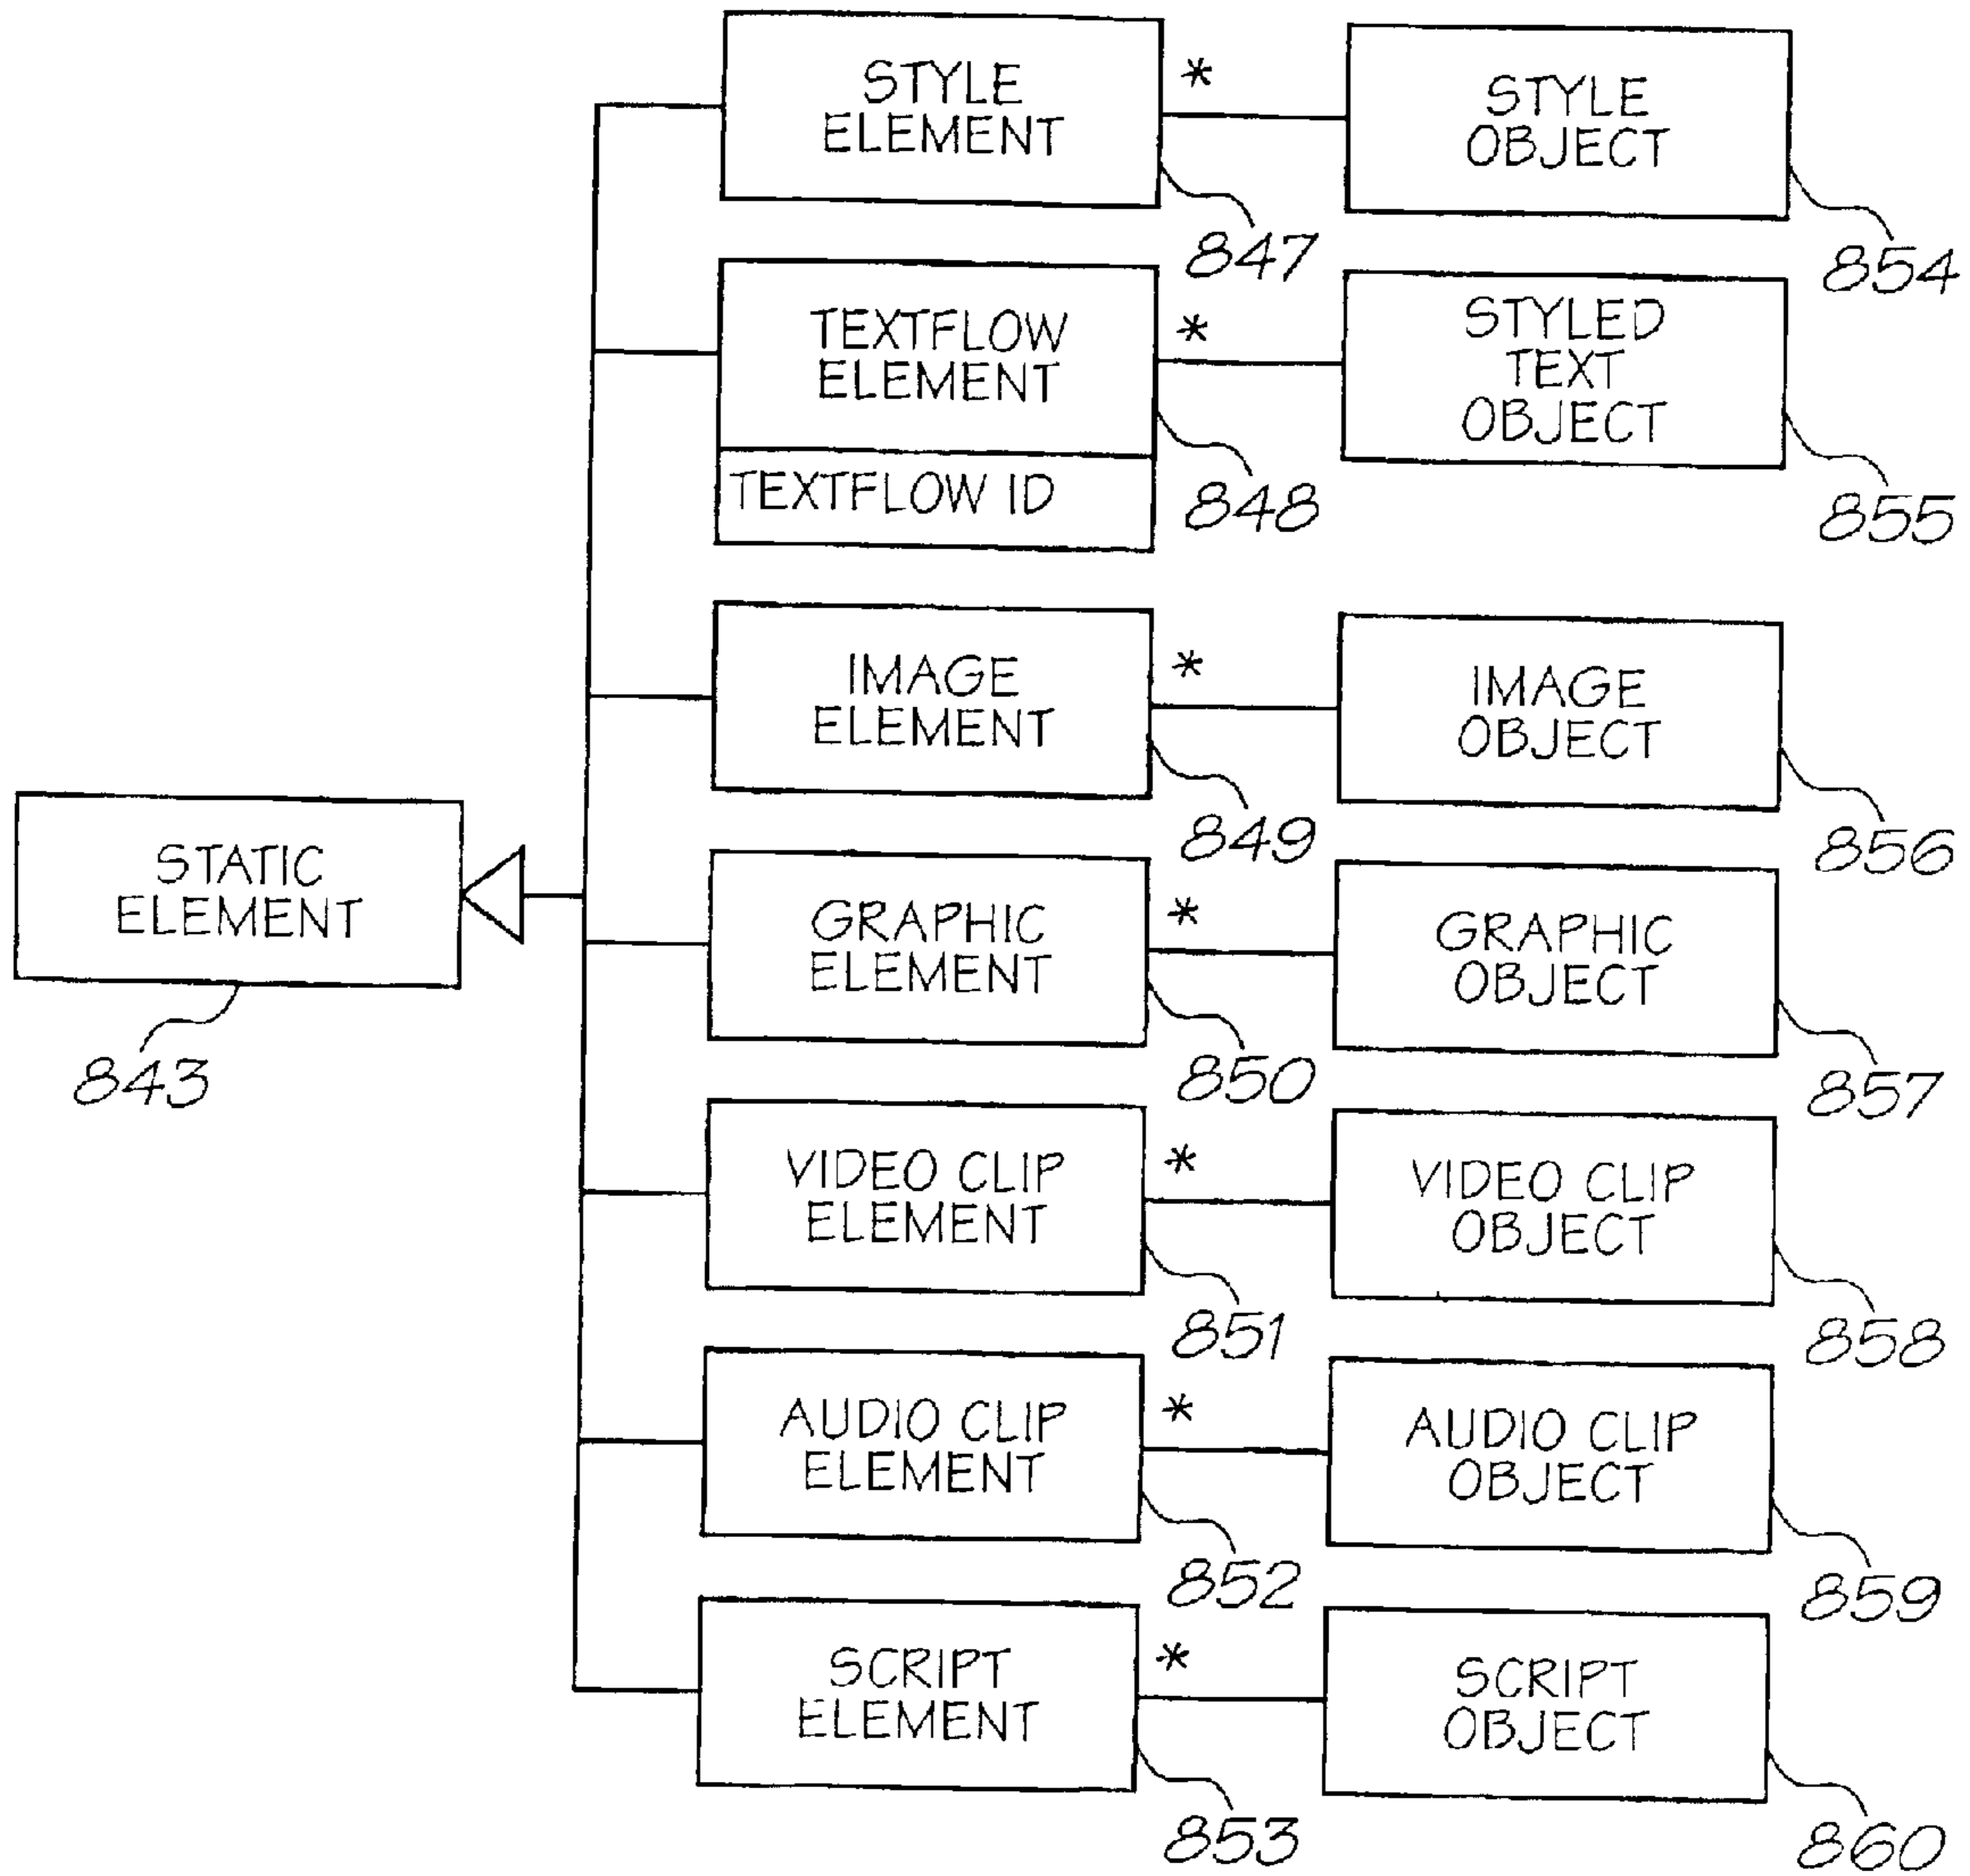 STYLE
ELEMENT
*
STYLE
OBJECT
847
854
TEXTFLOW
ELEMENT
*
STYLED
TEXT
OBJECT
TEXTFLOW ID
848
855
IMAGE
ELEMENT
*
IMAGE
OBJECT
849
856
STATIC
ELEMENT
843
GRAPHIC
ELEMENT
*
GRAPHIC
OBJECT
850
857
VIDEO CLIP
ELEMENT
*
VIDEO CLIP
OBJECT
851
858
AUDIO CLIP
ELEMENT
*
AUDIO CLIP
OBJECT
852
859
SCRIPT
ELEMENT
*
SCRIPT
OBJECT
853
860